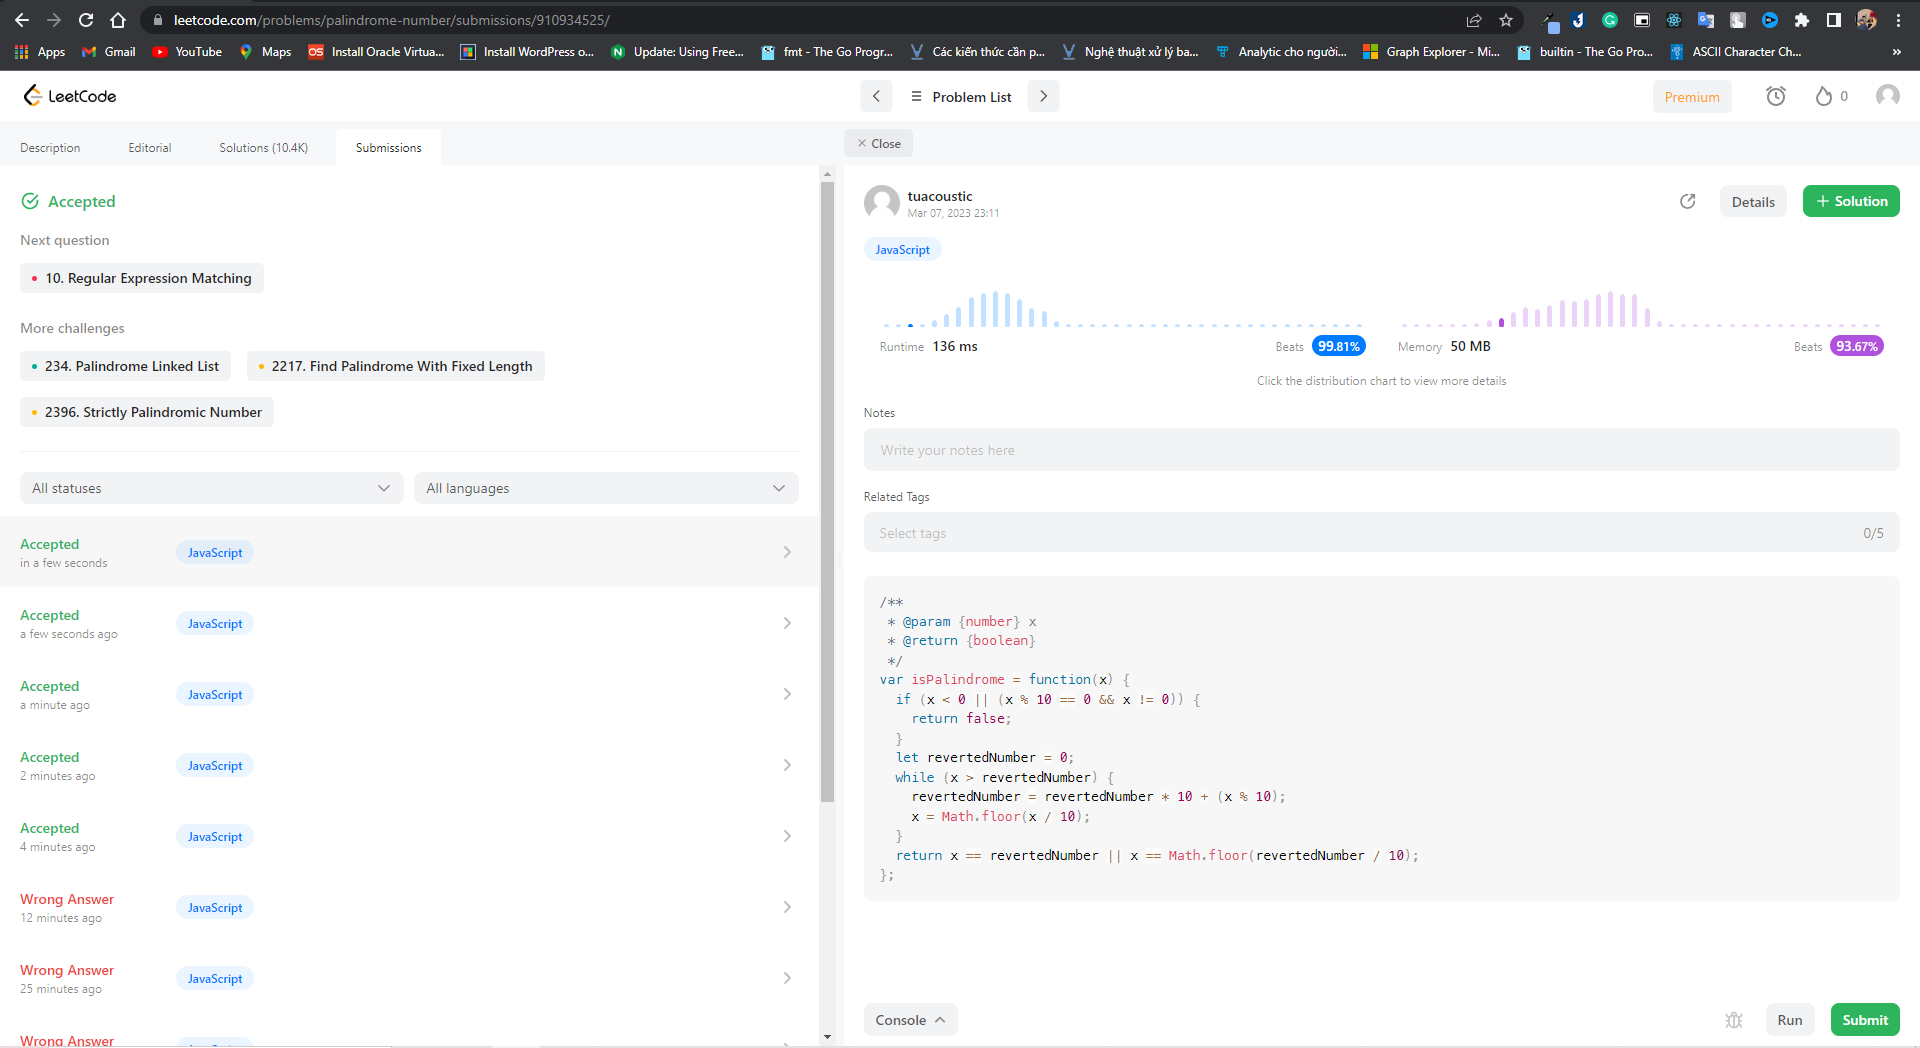 leetcode.com/problems/palindrome-number/submissions/910934525/
Apps Gmail YouTube Maps Install Oracle Virtua... Install WordPress o... Update: Using Free... fmt - The Go Progr... Các kiến thức cần p... Nghệ thuật xử lý ba... Analytic cho người... Graph Explorer - Mi... builtin - The Go Pro... ASCII Character Ch... »
LeetCode
Problem List
Premium
0
Description Editorial Solutions (10.4K) Submissions
Accepted
Next question
• 10. Regular Expression Matching
More challenges
• 234. Palindrome Linked List • 2217. Find Palindrome With Fixed Length
• 2396. Strictly Palindromic Number
All statuses All languages
Accepted JavaScript
in a few seconds
Accepted JavaScript
a few seconds ago
Accepted JavaScript
a minute ago
Accepted JavaScript
2 minutes ago
Accepted JavaScript
4 minutes ago
Wrong Answer JavaScript
12 minutes ago
Wrong Answer JavaScript
25 minutes ago
Wrong Answer JavaScript
× Close
tuacoustic
Mar 07, 2023 23:11
Details + Solution
JavaScript
Runtime 136 ms Beats 99.81% Memory 50 MB Beats 93.67%
Click the distribution chart to view more details
Notes
Write your notes here
Related Tags
Select tags 0/5
/**
 * @param {number} x
 * @return {boolean}
 */
var isPalindrome = function(x) {
  if (x < 0 || (x % 10 == 0 && x != 0)) {
    return false;
  }
  let revertedNumber = 0;
  while (x > revertedNumber) {
    revertedNumber = revertedNumber * 10 + (x % 10);
    x = Math.floor(x / 10);
  }
  return x == revertedNumber || x == Math.floor(revertedNumber / 10);
};
Console Run Submit